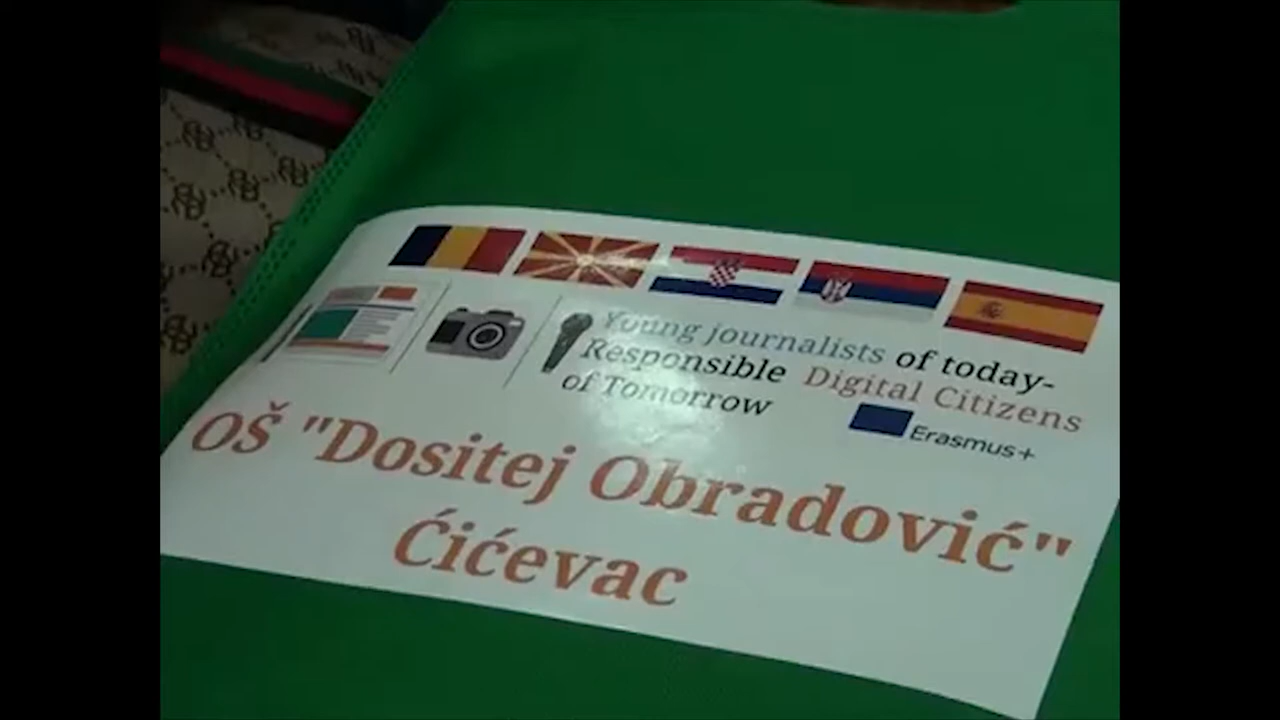 Young journalists of today-
Responsible Digital Citizens
of Tomorrow
Erasmus+
OŠ "Dositej Obradović"
Ćićevac